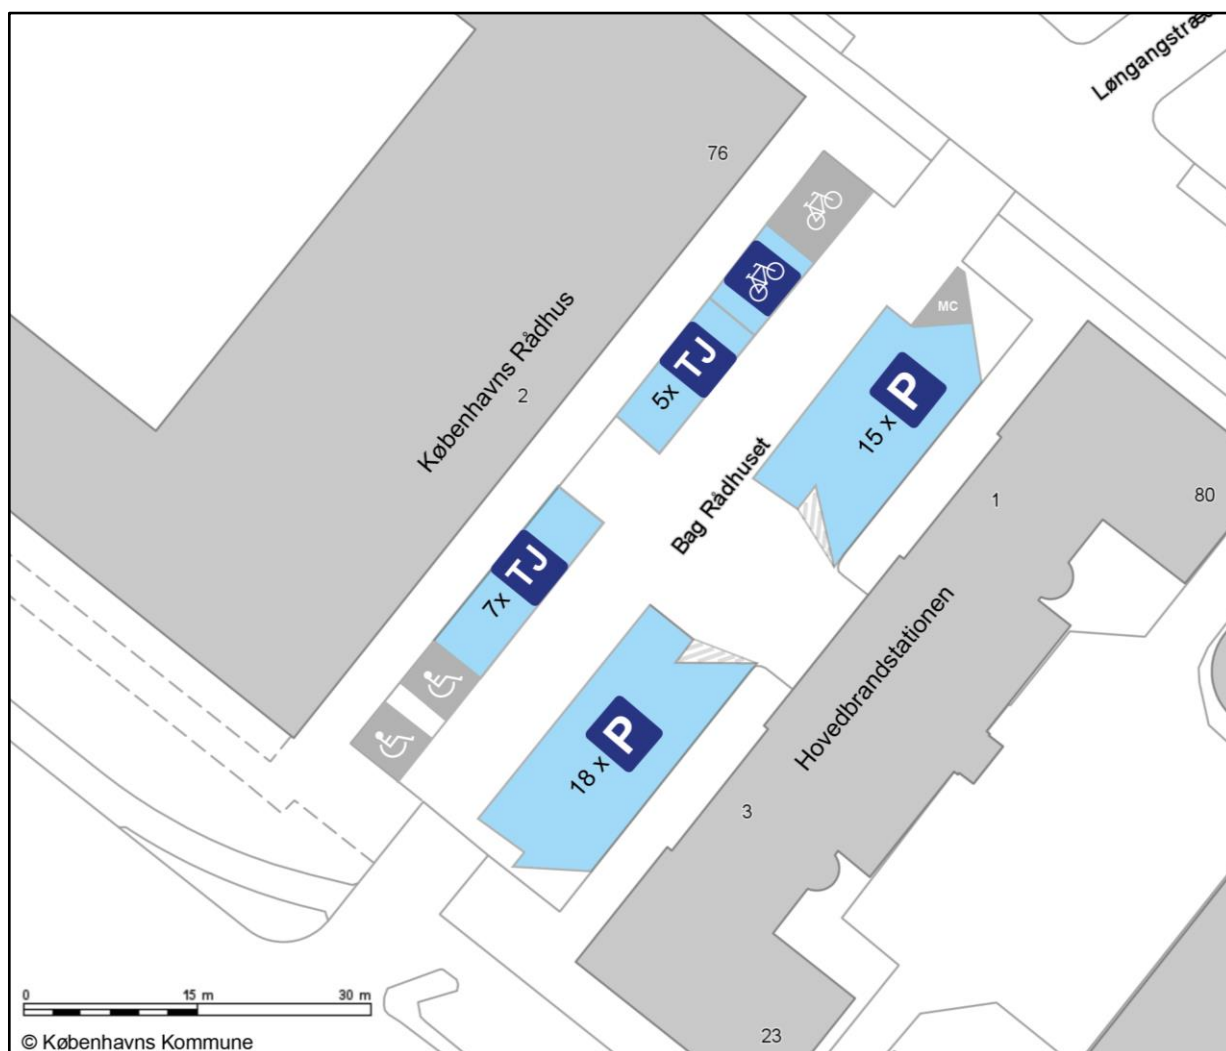 Løngangstræd
76
MC
Københavns Rådhus
2
TJ
5x
P
15 x
Bag Rådhuset
1
80
TJ
7x
Hovedbrandstationen
P
18 x
3
0 15 m 30 m
© Københavns Kommune
23